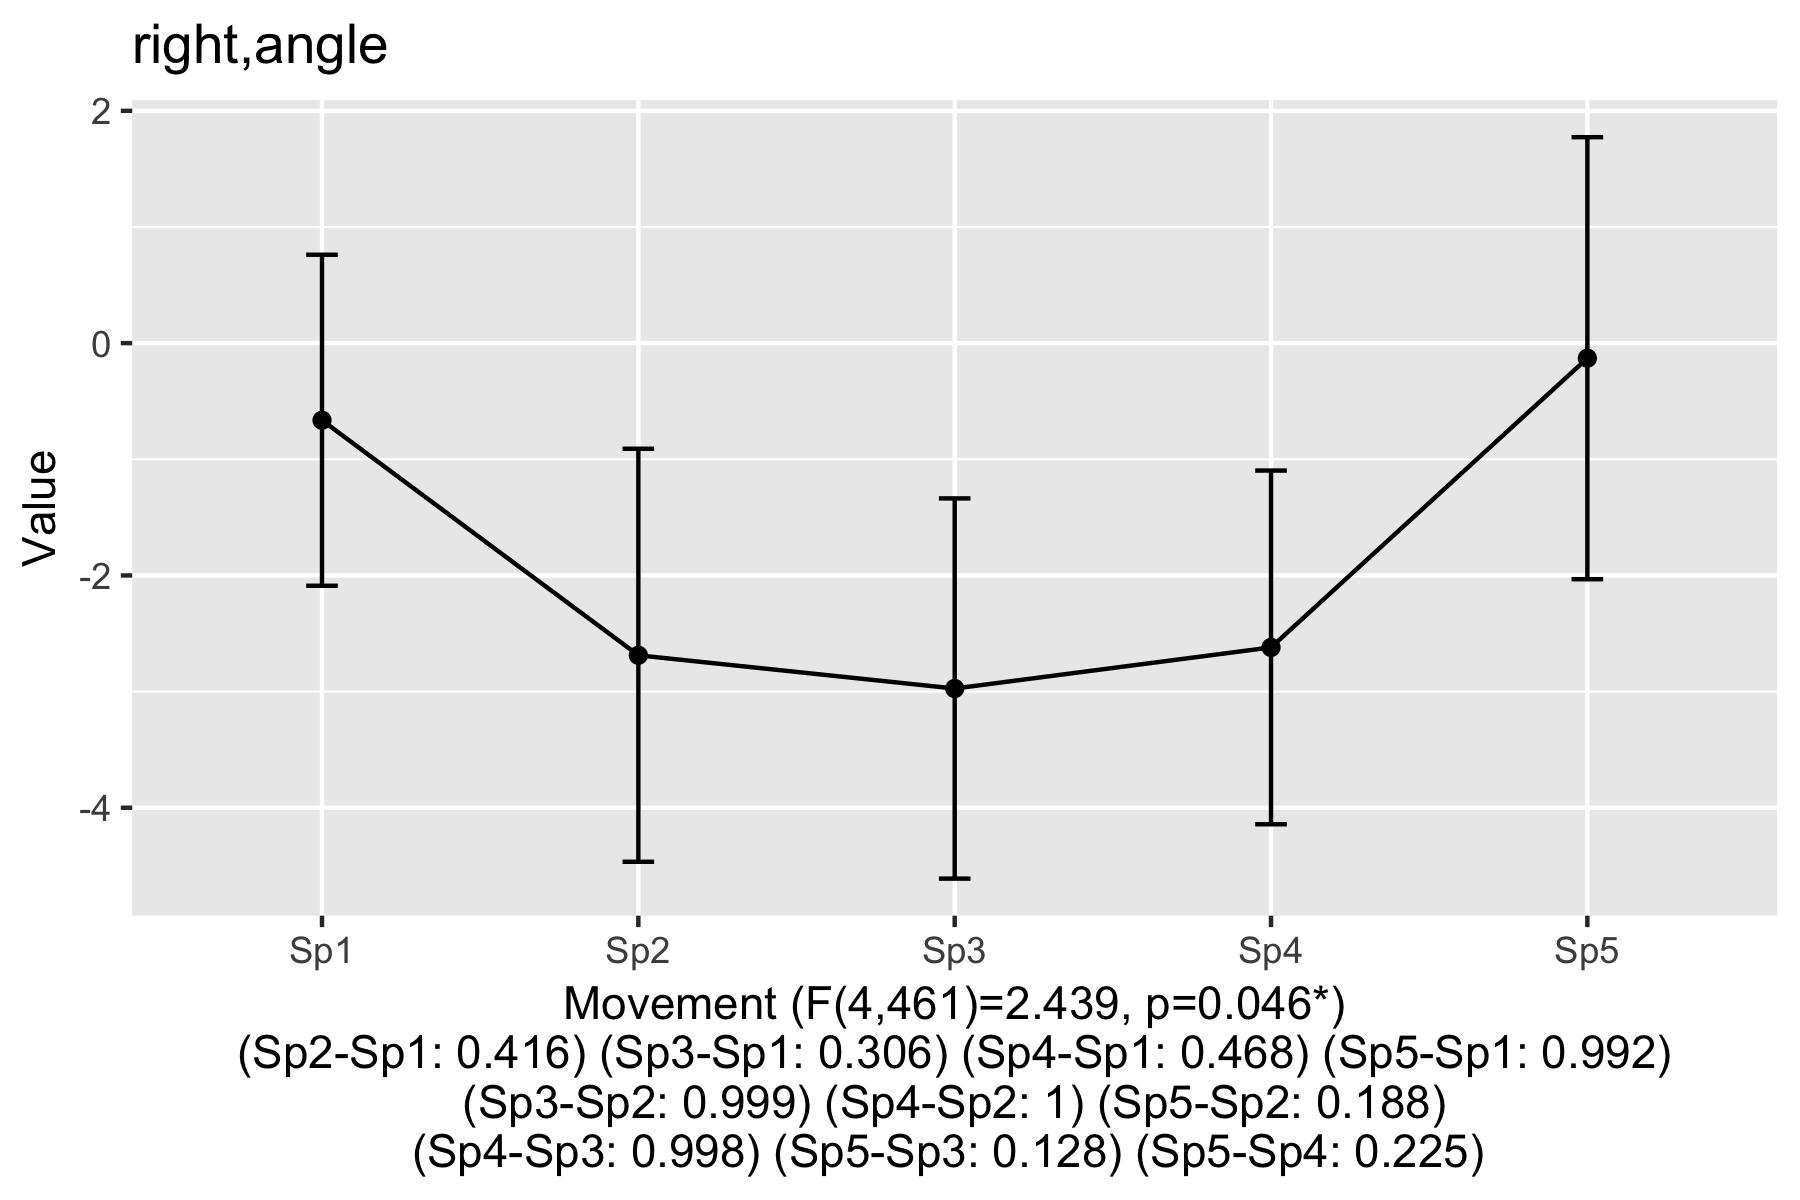 right,angle
2
0
-2
-4
Value
Sp1 Sp2 Sp3 Sp4 Sp5
Movement (F(4,461)=2.439, p=0.046*)
(Sp2-Sp1: 0.416) (Sp3-Sp1: 0.306) (Sp4-Sp1: 0.468) (Sp5-Sp1: 0.992)
(Sp3-Sp2: 0.999) (Sp4-Sp2: 1) (Sp5-Sp2: 0.188)
(Sp4-Sp3: 0.998) (Sp5-Sp3: 0.128) (Sp5-Sp4: 0.225)